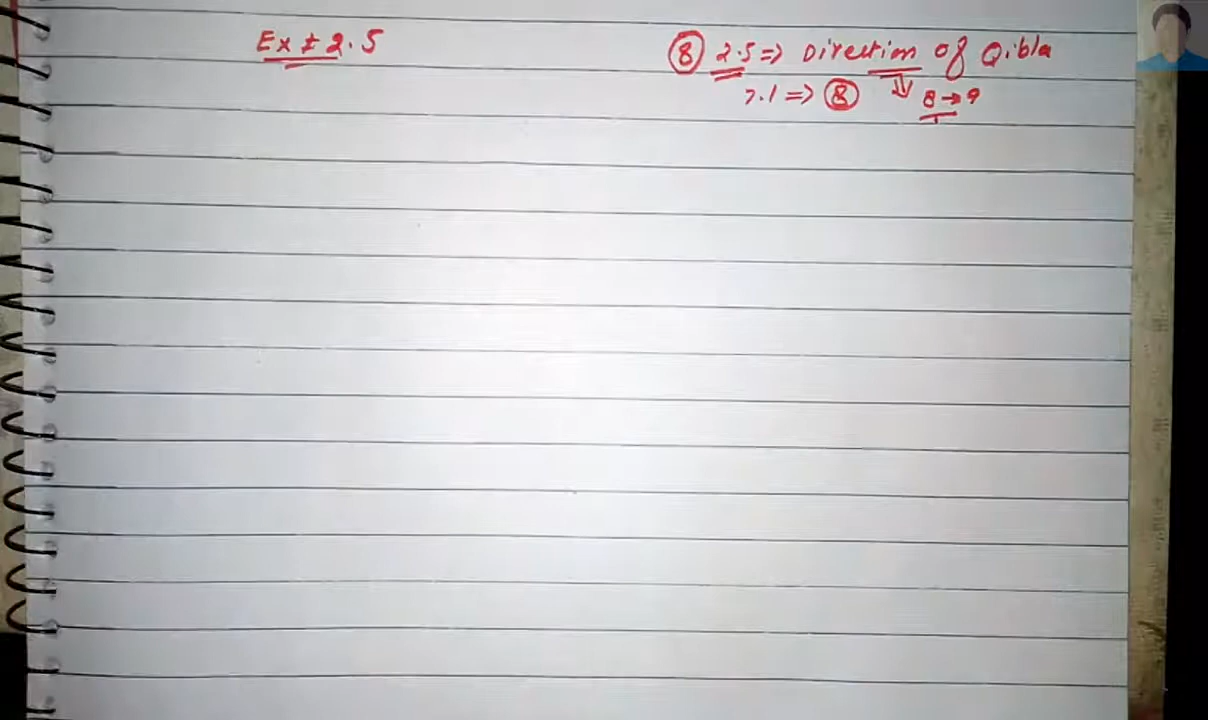 Ex # 2.5
⑧ 2.5 => Direction of Qibla
7.1 => ⑧ ⇓ 8 → 9